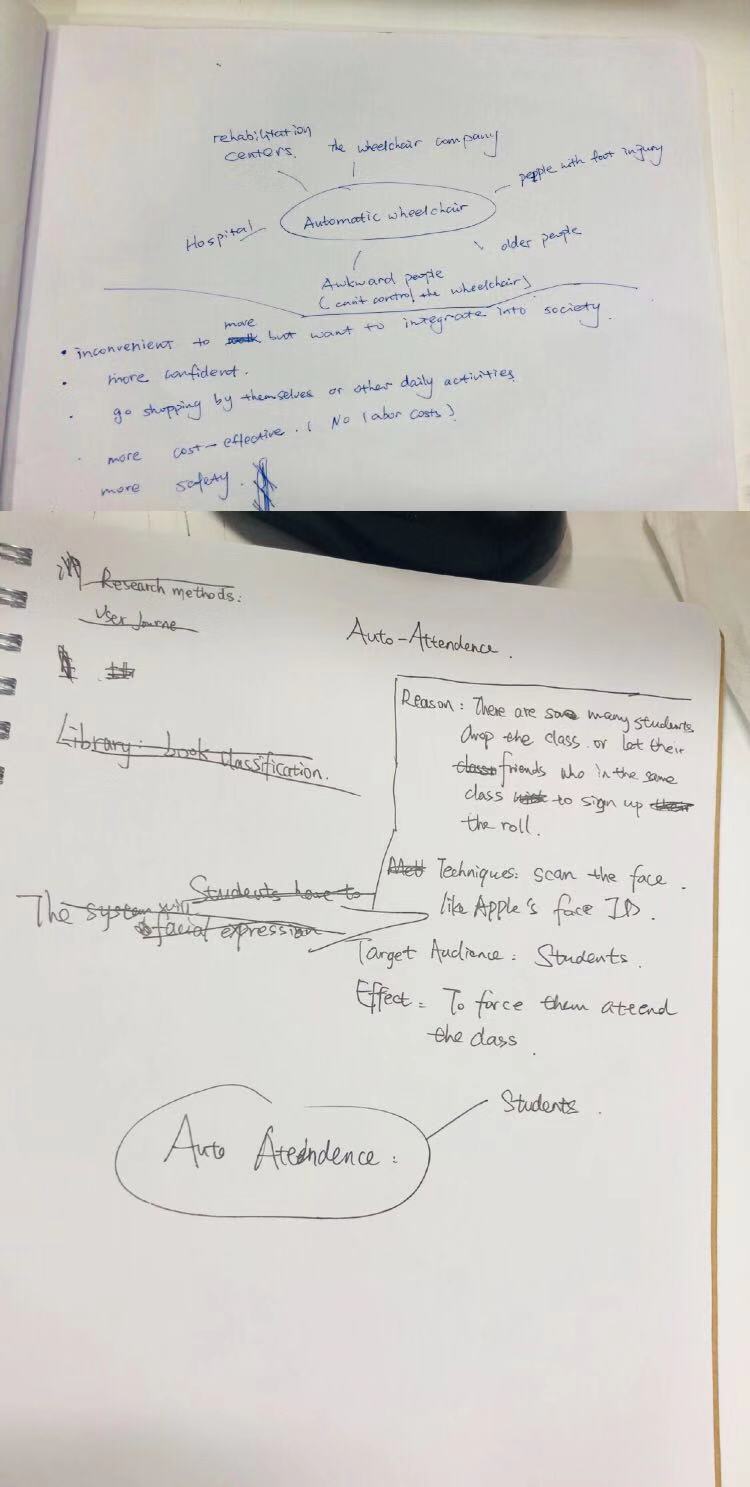 rehabilitation
centers.
the wheelchair company
people with foot injury
Hospital
Automatic wheelchair
older people
Awkward people
(can't control the wheelchair)
• inconvenient to move but want to integrate into society.
• more confident.
• go shopping by themselves or other daily activities
• more cost-effective. ( No labor costs )
more safety.
Research methods:
User Journe
Auto-Attendence.
Library: book classification.
Reason: There are so many students
drop the class or let their
friends who in the same
class to sign up
the roll.
Techniques: scan the face.
like Apple's face ID.
Students have to
The system will
facial expression
Target Audience: Students.
Effect: To force them attend
the class.
Students.
Auto Atendence: